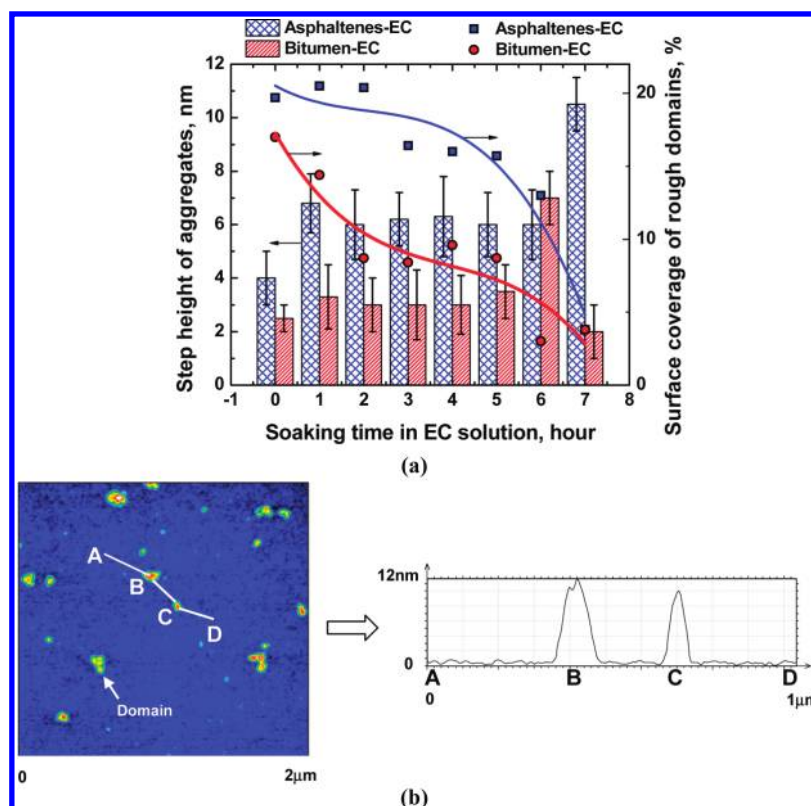 Asphaltenes-EC Asphaltenes-EC
Bitumen-EC Bitumen-EC
Step height of aggregates, nm
12
10
8
6
4
2
0
20
10
0
Surface coverage of rough domains, %
-1 0 1 2 3 4 5 6 7 8
Soaking time in EC solution, hour
(a)
A
B
C
D
Domain
0 2μm
12nm
0
A B C D
0 1μm
(b)